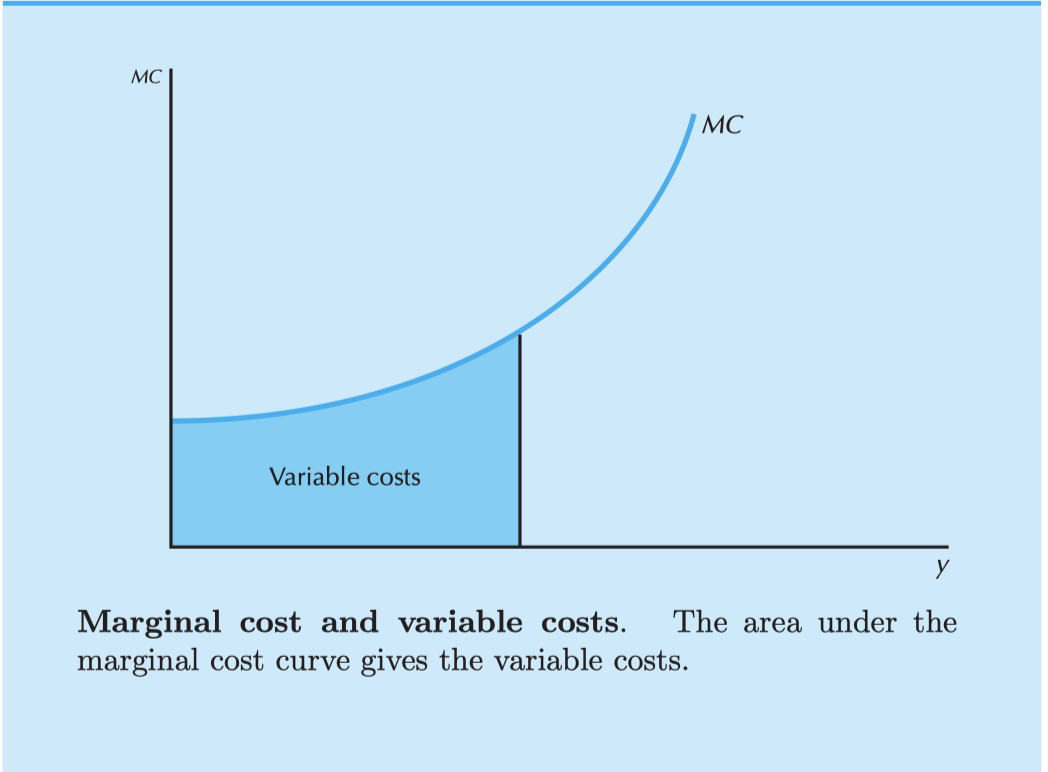 MC
MC
Variable costs
y
Marginal cost and variable costs. The area under the
marginal cost curve gives the variable costs.